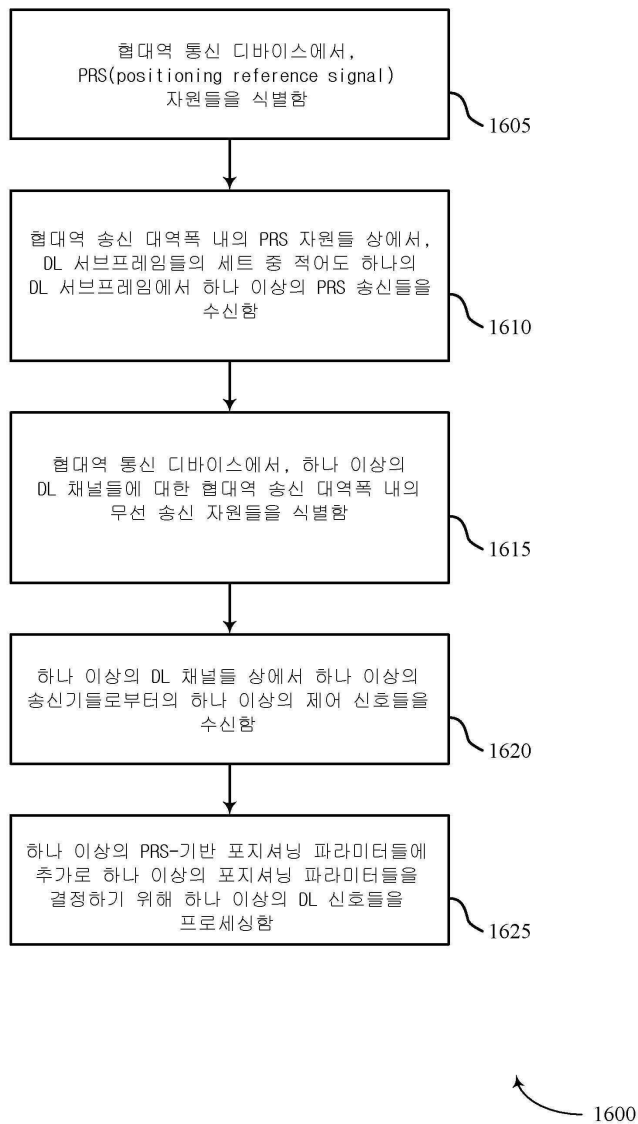 협대역 통신 디바이스에서,
PRS(positioning reference signal)
자원들을 식별함
1605
협대역 송신 대역폭 내의 PRS 자원들 상에서,
DL 서브프레임들의 세트 중 적어도 하나의
DL 서브프레임에서 하나 이상의 PRS 송신들을
수신함
1610
협대역 통신 디바이스에서, 하나 이상의
DL 채널들에 대한 협대역 송신 대역폭 내의
무선 송신 자원들을 식별함
1615
하나 이상의 DL 채널들 상에서 하나 이상의
송신기들로부터의 하나 이상의 제어 신호들을
수신함
1620
하나 이상의 PRS-기반 포지셔닝 파라미터들에
추가로 하나 이상의 포지셔닝 파라미터들을
결정하기 위해 하나 이상의 DL 신호들을
프로세싱함
1625
1600